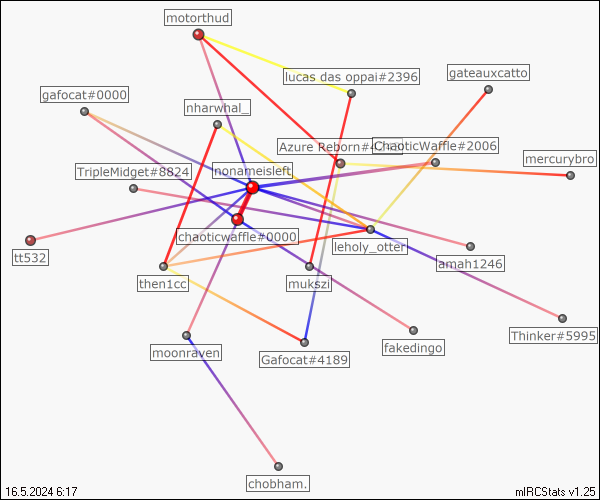 motorthud
lucas das oppai#2396
gateauxcatto
gafocat#0000
nharwhal_
Azure Reborn#4
ChaoticWaffle#2006
mercurybro
TripleMidget#8824
nonameisleft
chaoticwaffle#0000
leholy_otter
tt532
amah1246
then1cc
mukszi
Thinker#5995
moonraven
Gafocat#4189
fakedingo
chobham.
16.5.2024 6:17
mIRCStats v1.25